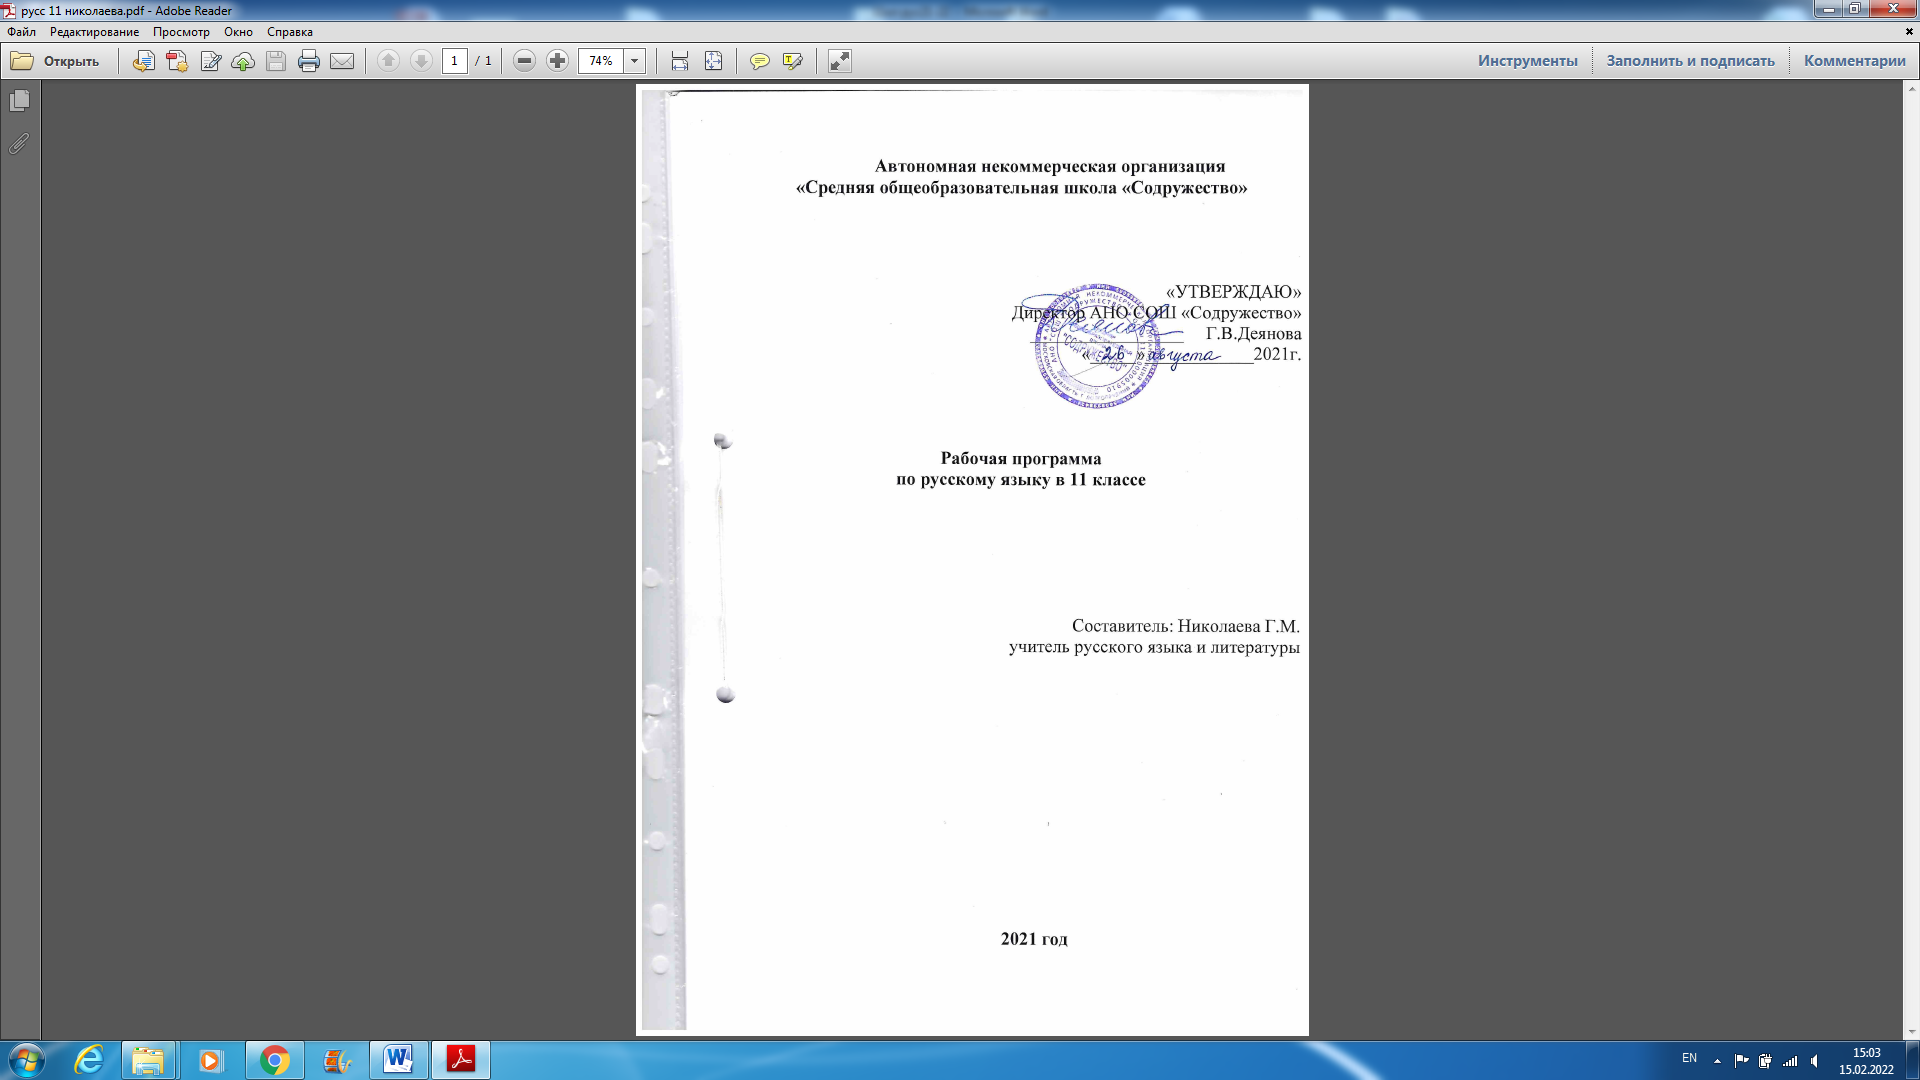 русс 11 николаева.pdf - Adobe Reader
Файл Редактирование Просмотр Окно Справка
Открыть 1 / 1 74% Инструменты Заполнить и подписать Комментарии
Автономная некоммерческая организация
«Средняя общеобразовательная школа «Содружество»
«УТВЕРЖДАЮ»
Директор АНО СОШ «Содружество»
Г.В.Деянова
« 26 » августа 2021г.
"СОДРУЖЕСТВО"
Рабочая программа
по русскому языку в 11 классе
Составитель: Николаева Г.М.
учитель русского языка и литературы
2021 год
EN 15:03
15.02.2022